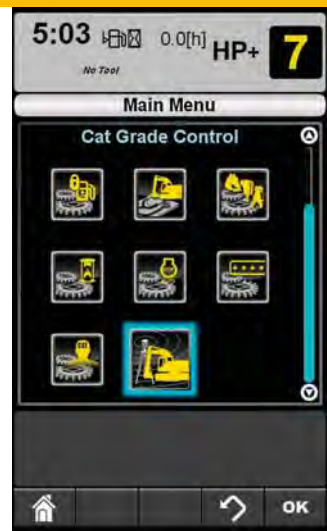 5:03 0.0[h] HP+ 7
No Tool
Main Menu
Cat Grade Control
OK